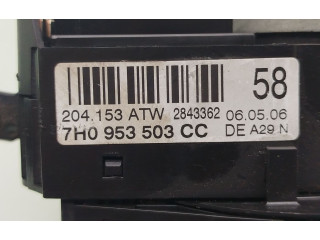 58
204.153 ATW 2843362 06.05.06
7H0 953 503 CC DE A29 N